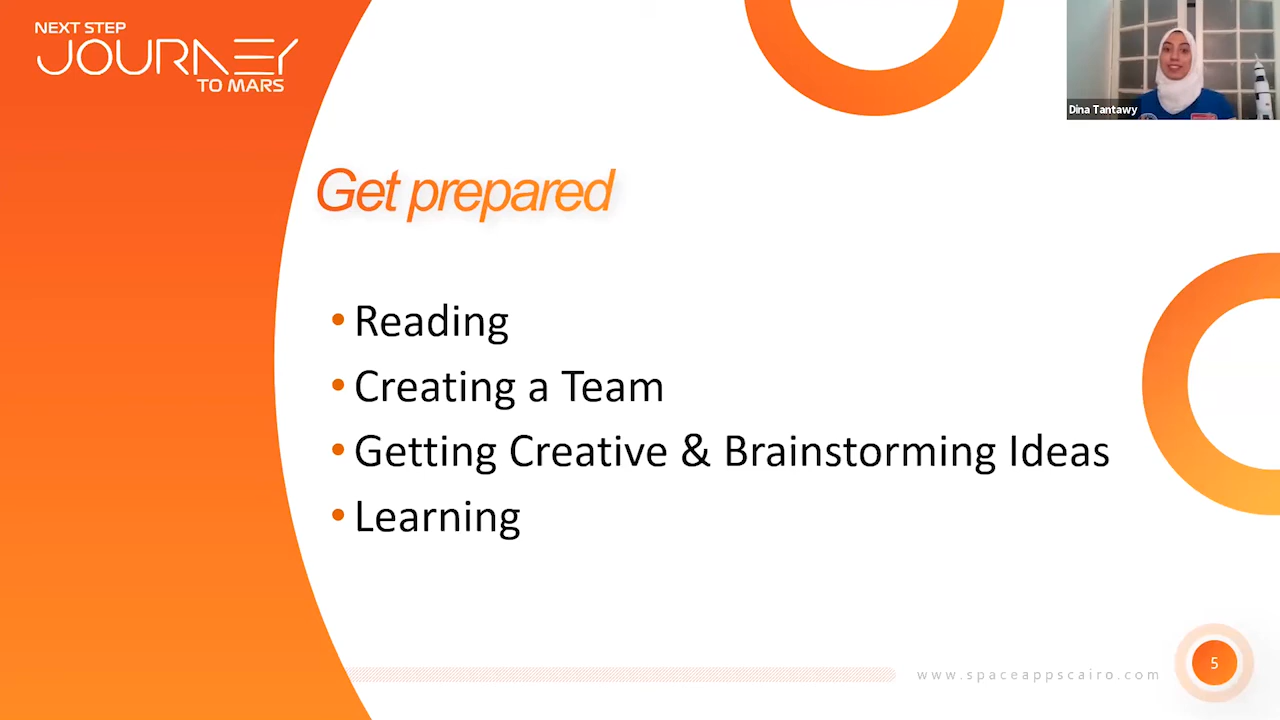 NEXT STEP
JOURNEY
TO MARS
Dina Tantawy
Get prepared
• Reading
• Creating a Team
• Getting Creative & Brainstorming Ideas
• Learning
www.spaceappscairo.com
5